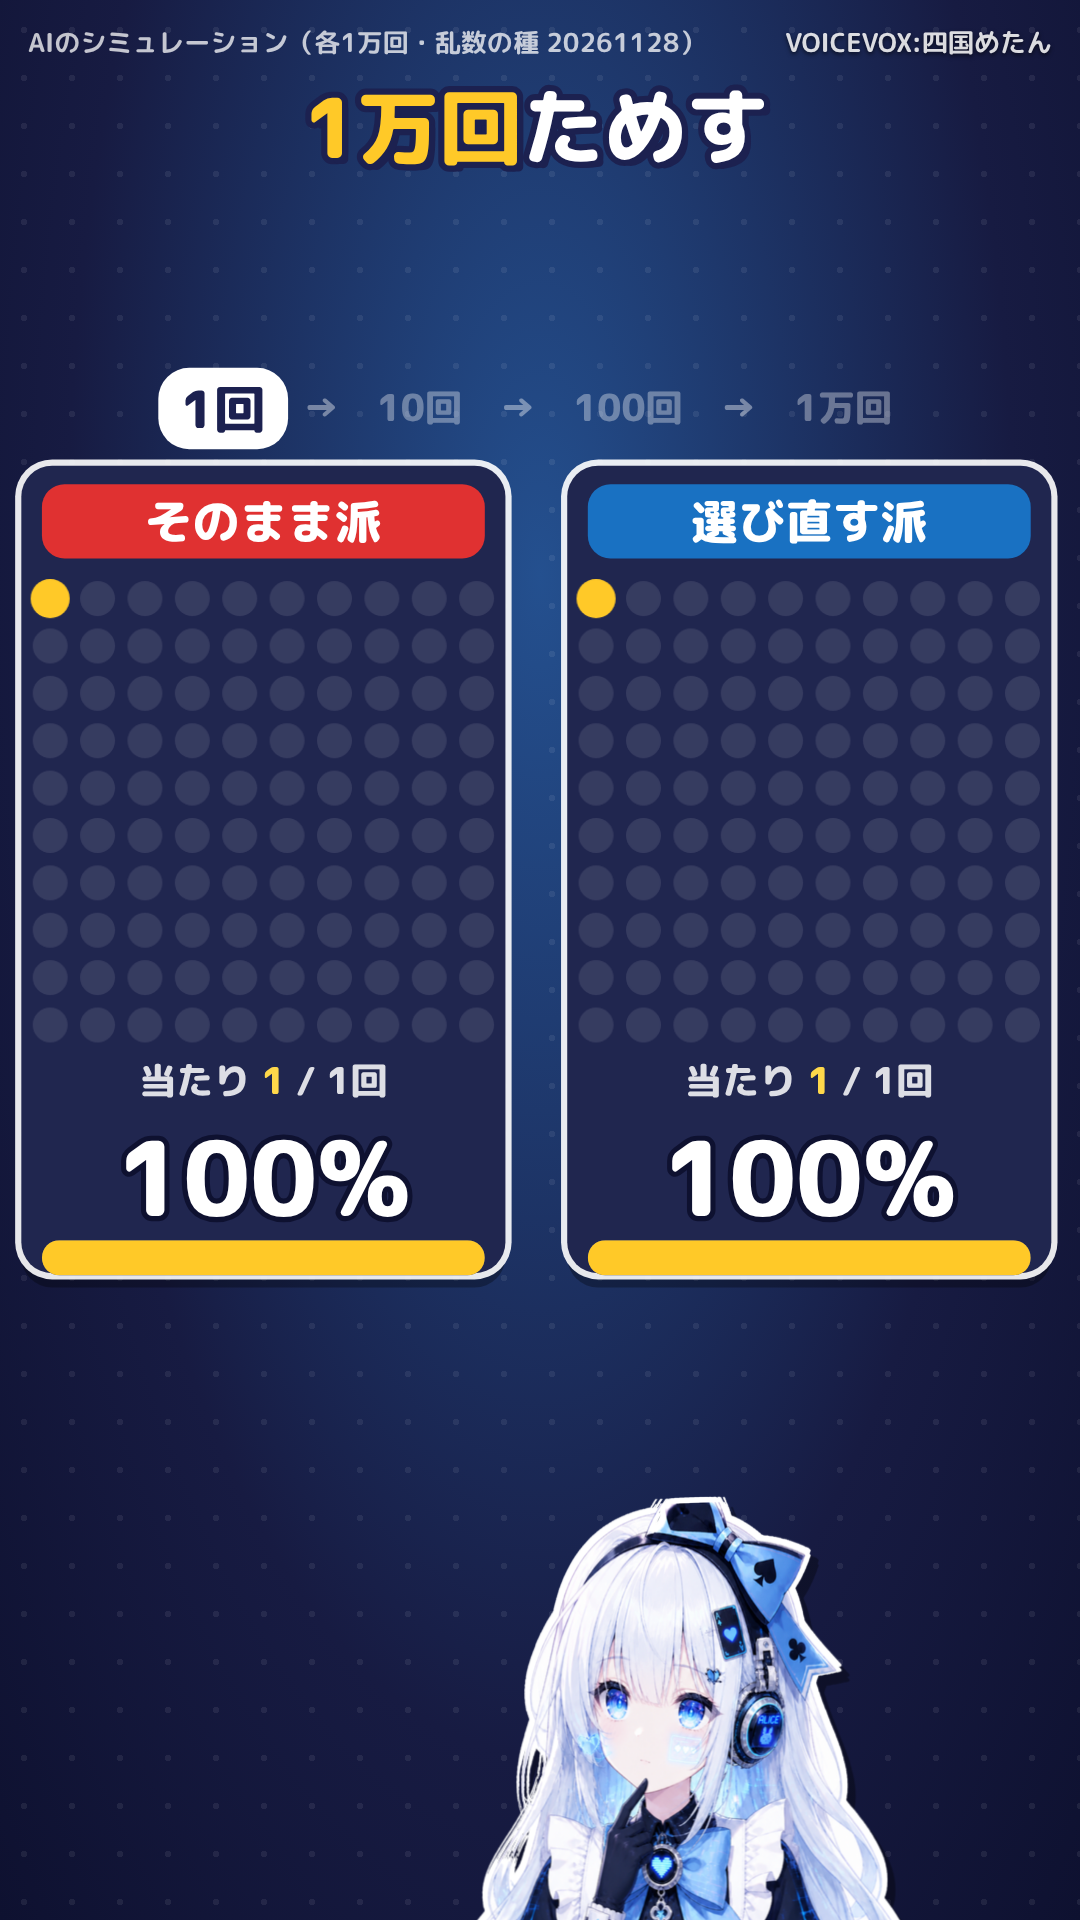 AIのシミュレーション（各1万回・乱数の種 20261128）
VOICEVOX:四国めたん
1万回ためす
1回 → 10回 → 100回 → 1万回
そのまま派
当たり 1 / 1回
100%
選び直す派
当たり 1 / 1回
100%
ALICE